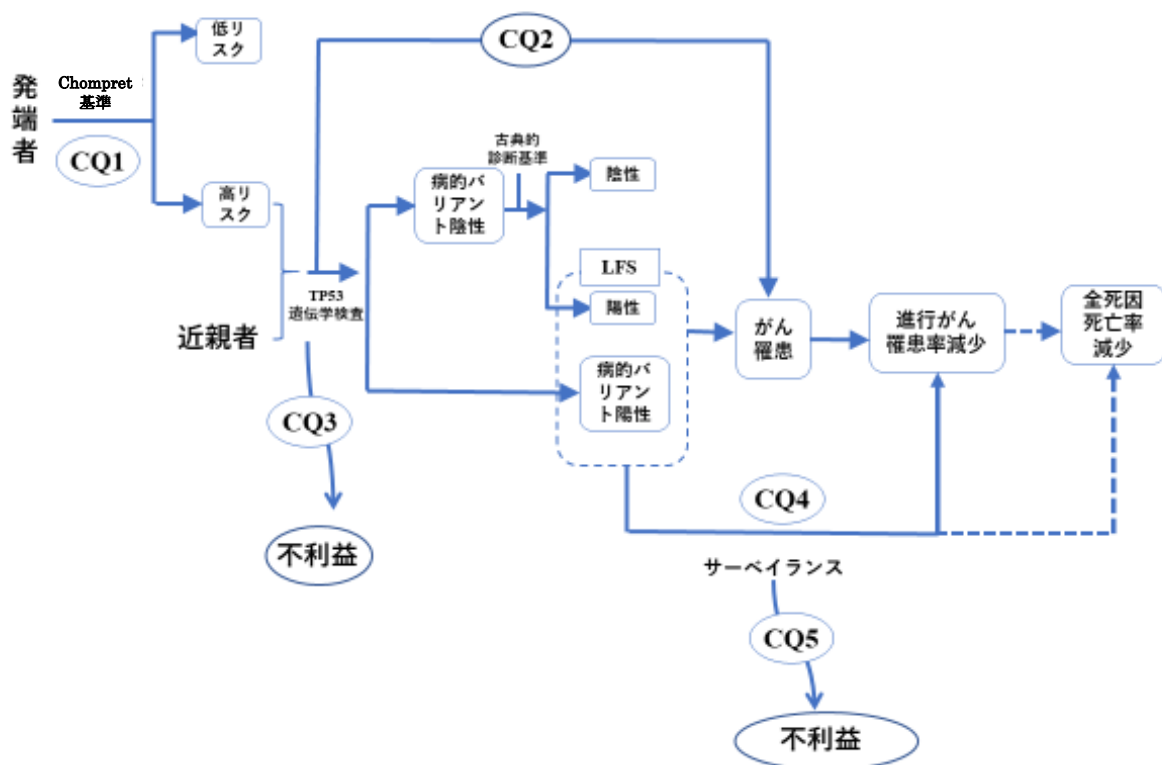 発端者
Chompret
基準
CQ1
低リ
スク
高リ
スク
近親者
TP53
遺伝学検査
CQ2
CQ3
不利益
病的バ
リアン
ト陰性
古典的
診断基準
陰性
LFS
陽性
病的バ
リアン
ト陽性
がん
罹患
進行がん
罹患率減少
全死因
死亡率
減少
CQ4
サーベイランス
CQ5
不利益